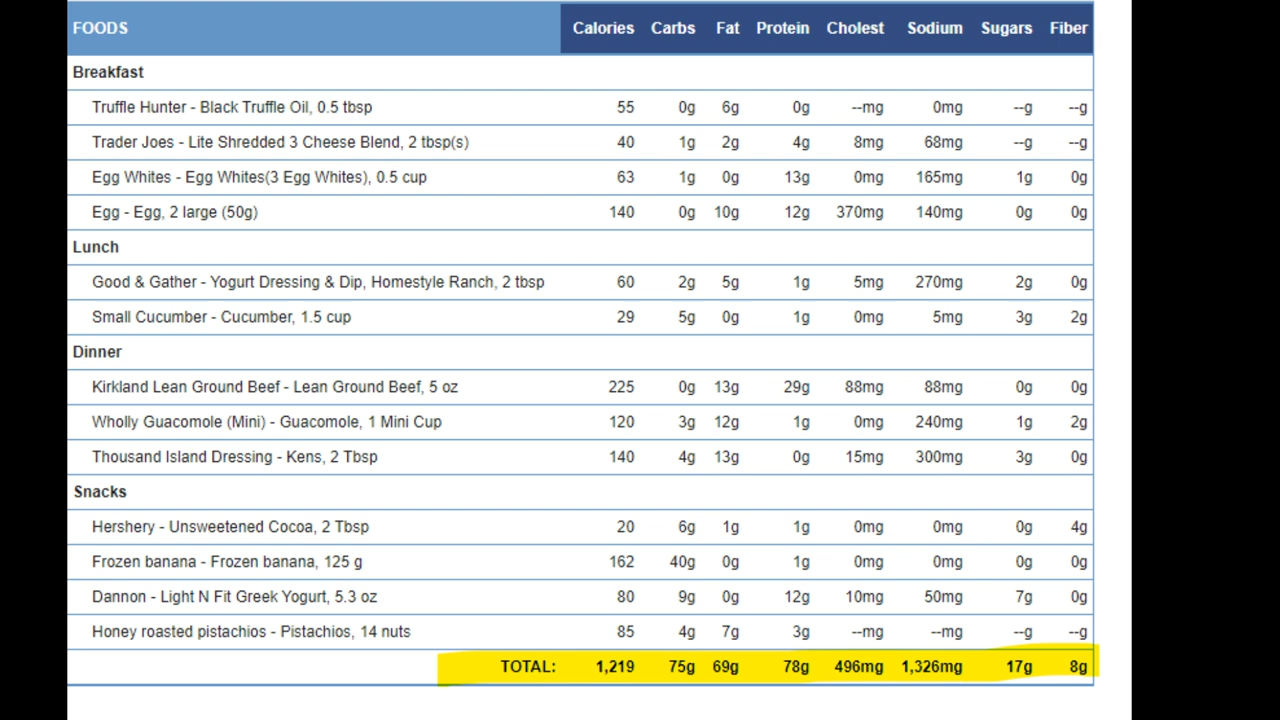 FOODS Calories Carbs Fat Protein Cholest Sodium Sugars Fiber
Breakfast
Truffle Hunter - Black Truffle Oil, 0.5 tbsp 55 0g 6g 0g --mg 0mg --g --g
Trader Joes - Lite Shredded 3 Cheese Blend, 2 tbsp(s) 40 1g 2g 4g 8mg 68mg --g --g
Egg Whites - Egg Whites(3 Egg Whites), 0.5 cup 63 1g 0g 13g 0mg 165mg 1g 0g
Egg - Egg, 2 large (50g) 140 0g 10g 12g 370mg 140mg 0g 0g
Lunch
Good & Gather - Yogurt Dressing & Dip, Homestyle Ranch, 2 tbsp 60 2g 5g 1g 5mg 270mg 2g 0g
Small Cucumber - Cucumber, 1.5 cup 29 5g 0g 1g 0mg 5mg 3g 2g
Dinner
Kirkland Lean Ground Beef - Lean Ground Beef, 5 oz 225 0g 13g 29g 88mg 88mg 0g 0g
Wholly Guacomole (Mini) - Guacomole, 1 Mini Cup 120 3g 12g 1g 0mg 240mg 1g 2g
Thousand Island Dressing - Kens, 2 Tbsp 140 4g 13g 0g 15mg 300mg 3g 0g
Snacks
Hershery - Unsweetened Cocoa, 2 Tbsp 20 6g 1g 1g 0mg 0mg 0g 4g
Frozen banana - Frozen banana, 125 g 162 40g 0g 1g 0mg 0mg 0g 0g
Dannon - Light N Fit Greek Yogurt, 5.3 oz 80 9g 0g 12g 10mg 50mg 7g 0g
Honey roasted pistachios - Pistachios, 14 nuts 85 4g 7g 3g --mg --mg --g --g
TOTAL: 1,219 75g 69g 78g 496mg 1,326mg 17g 8g